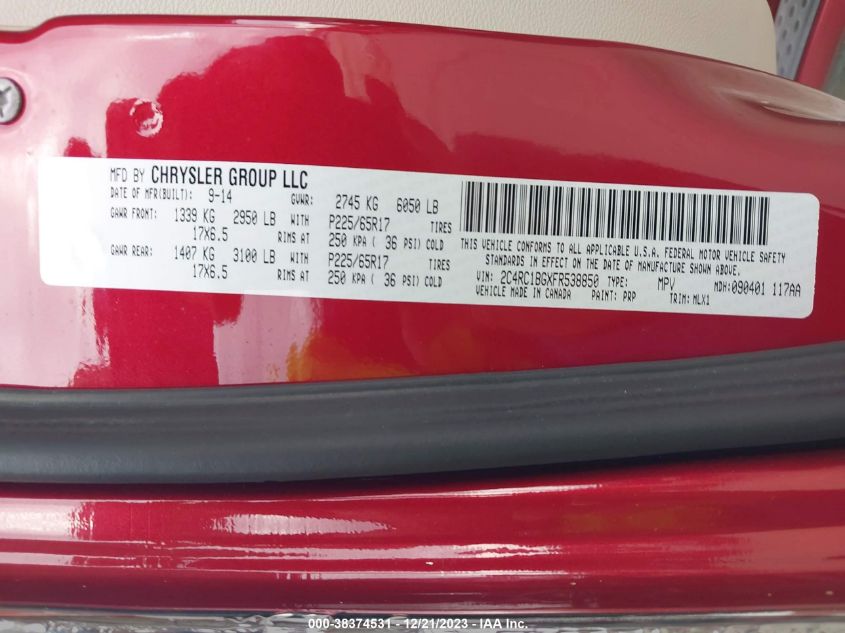 MFD BY CHRYSLER GROUP LLC
DATE OF MFR(BUILT): 9-14 GVWR: 2745 KG 6050 LB
GAWR FRONT: 1339 KG 2950 LB WITH P225/65R17 TIRES
17X6.5 RIMS AT 250 KPA ( 36 PSI) COLD
GAWR REAR: 1407 KG 3100 LB WITH P225/65R17 TIRES
17X6.5 RIMS AT 250 KPA ( 36 PSI) COLD
THIS VEHICLE CONFORMS TO ALL APPLICABLE U.S.A. FEDERAL MOTOR VEHICLE SAFETY
STANDARDS IN EFFECT ON THE DATE OF MANUFACTURE SHOWN ABOVE.
VIN: 2C4RC1BGXFR538850 TYPE: MPV MDH:090401 117AA
VEHICLE MADE IN CANADA PAINT: PRP TRIM: MLX1
000-38374531 - 12/21/2023 - IAA Inc.